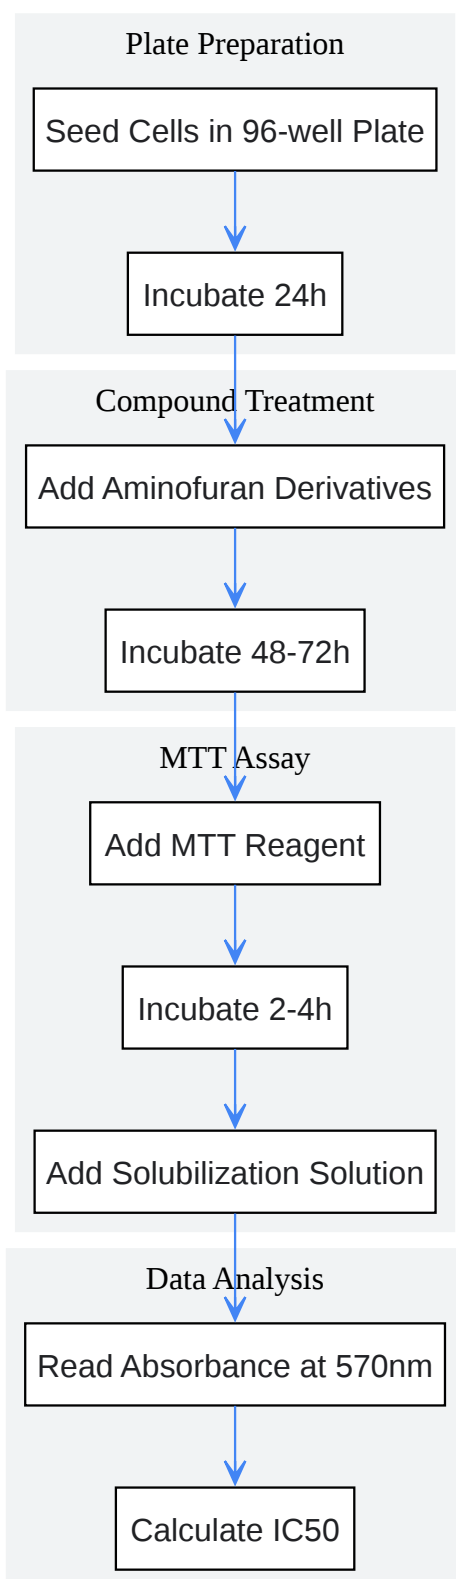 Plate Preparation
Seed Cells in 96-well Plate
Incubate 24h
Compound Treatment
Add Aminofuran Derivatives
Incubate 48-72h
MTT Assay
Add MTT Reagent
Incubate 2-4h
Add Solubilization Solution
Data Analysis
Read Absorbance at 570nm
Calculate IC50